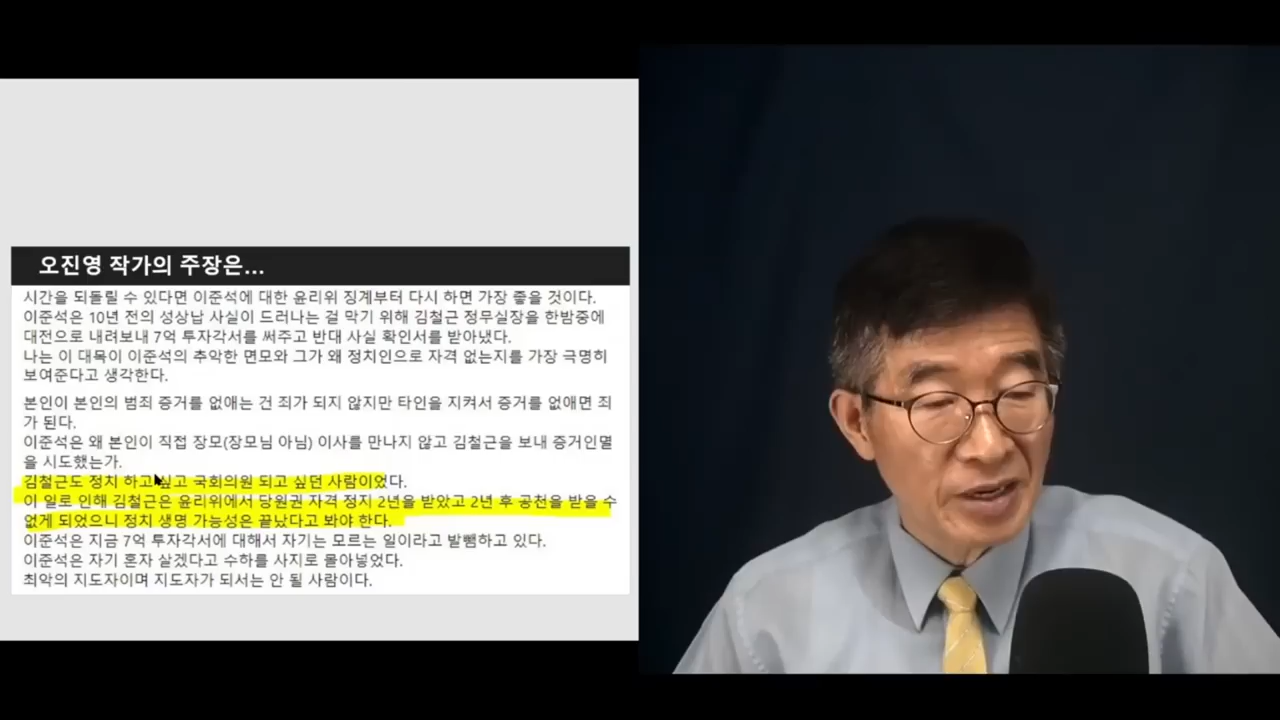 오진영 작가의 주장은...
시간을 되돌릴 수 있다면 이준석에 대한 윤리위 징계부터 다시 하면 가장 좋을 것이다.
이준석은 10년 전의 성상납 사실이 드러나는 걸 막기 위해 김철근 정무실장을 한밤중에
대전으로 내려보내 7억 투자각서를 써주고 반대 사실 확인서를 받아냈다.
나는 이 대목이 이준석의 추악한 면모와 그가 왜 정치인으로 자격 없는지를 가장 극명히
보여준다고 생각한다.
본인이 본인의 범죄 증거를 없애는 건 죄가 되지 않지만 타인을 지켜서 증거를 없애면 죄
가 된다.
이준석은 왜 본인이 직접 장모(장모님 아님) 이사를 만나지 않고 김철근을 보내 증거인멸
을 시도했는가.
김철근도 정치 하고 싶고 국회의원 되고 싶던 사람이었다.
이 일로 인해 김철근은 윤리위에서 당원권 자격 정지 2년을 받았고 2년 후 공천을 받을 수
없게 되었으니 정치 생명 가능성은 끝났다고 봐야 한다.
이준석은 지금 7억 투자각서에 대해서 자기는 모르는 일이라고 발뺌하고 있다.
이준석은 자기 혼자 살겠다고 수하를 사지로 몰아넣었다.
최악의 지도자이며 지도자가 되서는 안 될 사람이다.